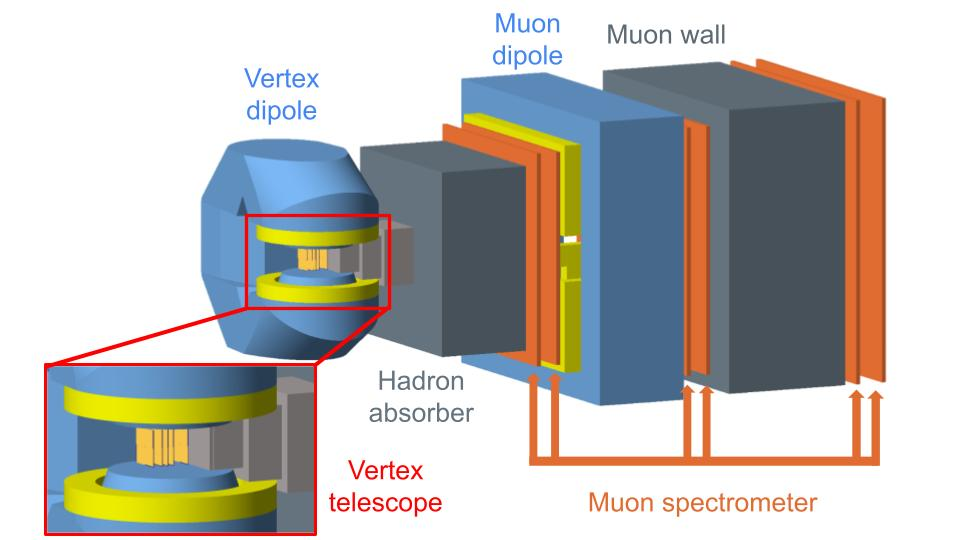 Muon
dipole
Muon wall
Vertex
dipole
Hadron
absorber
Vertex
telescope
Muon spectrometer